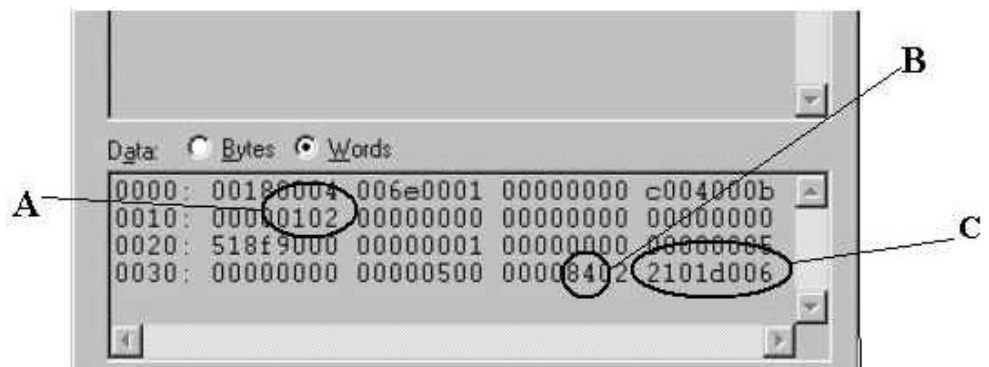 B
Data: Bytes Words
A
0000: 00180004 006e0001 00000000 c004000b
0010: 00000102 00000000 00000000 00000000
C
0020: 518f9000 00000001 00000000 00000005
0030: 00000000 00000500 00008402 2101d006